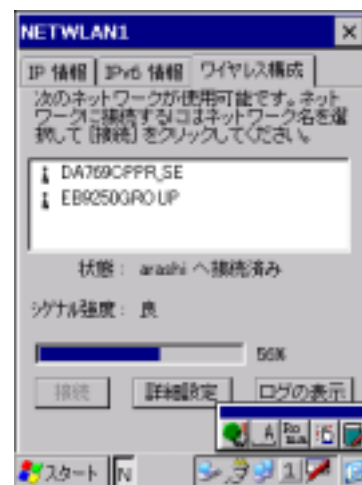 NETWLAN1
IP 情報 IPv6 情報 ワイヤレス構成
次のネットワークが使用可能です。ネット
ワークに接続するにはネットワーク名を選
択して [接続] をクリックしてください。
DA769CPPR_SE
EB9250GROUP
状態: arashi へ接続済み
シグナル強度: 良
56%
接続 詳細設定 ログの表示
スタート N